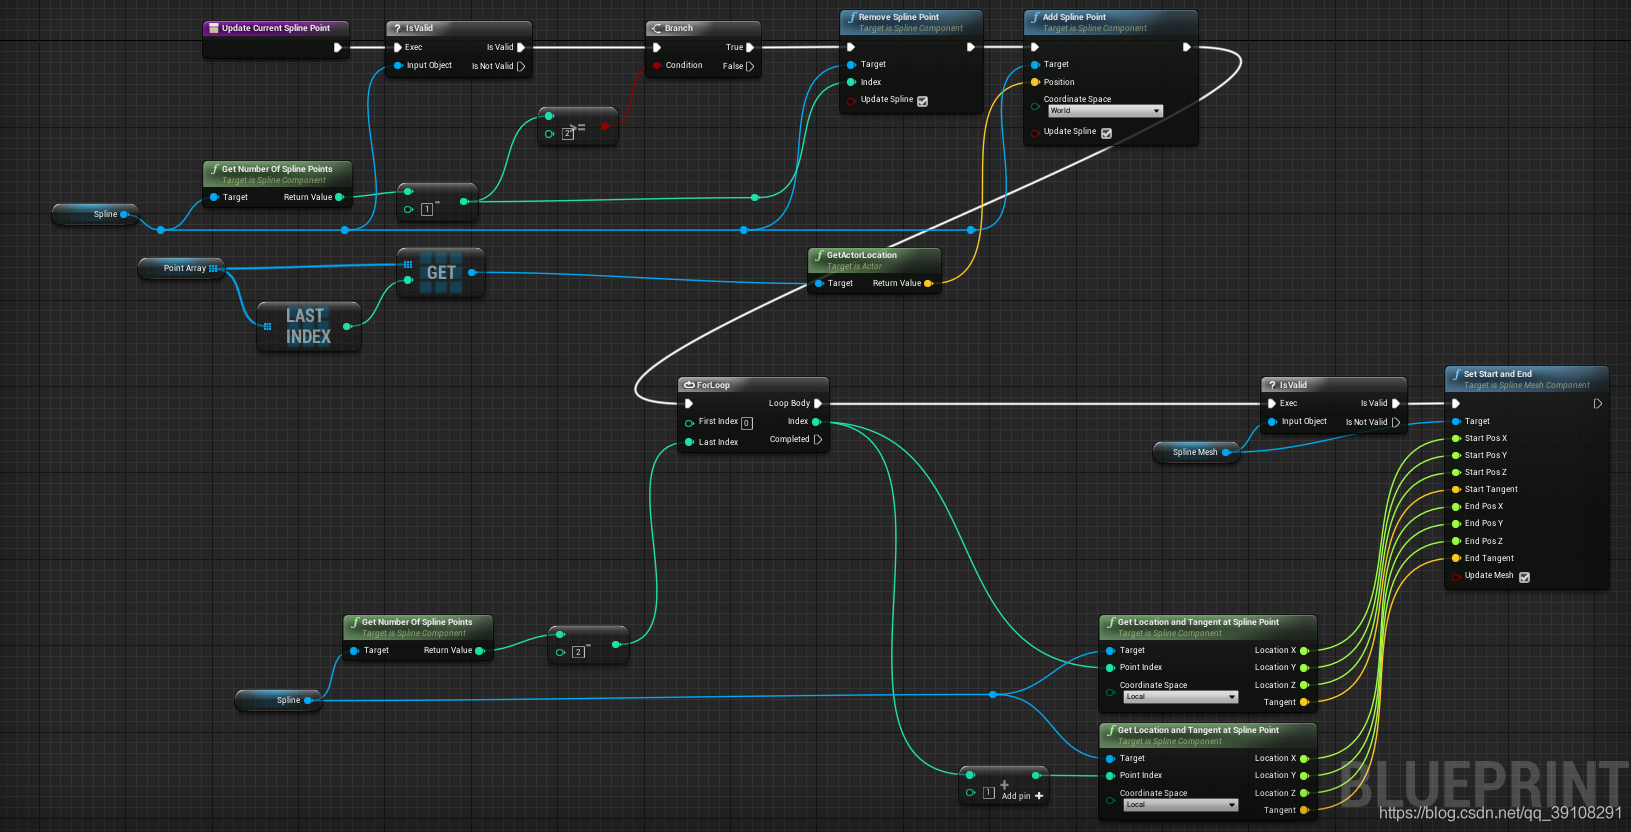 Update Current Spline Point
? IsValid
Exec
Is Valid
Input Object
Is Not Valid
Branch
True
Condition
False
f Remove Spline Point
Target is Spline Component
Target
Index
Update Spline
f Add Spline Point
Target is Spline Component
Target
Position
Coordinate Space
World
Update Spline
2
>=
f Get Number Of Spline Points
Target is Spline Component
Target
Return Value
1
-
Spline
Point Array
GET
LAST
INDEX
f GetActorLocation
Target is Actor
Target
Return Value
ForLoop
Loop Body
First Index 0
Index
Last Index
Completed
? IsValid
Exec
Is Valid
Input Object
Is Not Valid
Spline Mesh
f Set Start and End
Target is Spline Mesh Component
Target
Start Pos X
Start Pos Y
Start Pos Z
Start Tangent
End Pos X
End Pos Y
End Pos Z
End Tangent
Update Mesh
f Get Number Of Spline Points
Target is Spline Component
Target
Return Value
2
-
Spline
f Get Location and Tangent at Spline Point
Target is Spline Component
Target
Location X
Point Index
Location Y
Coordinate Space
Location Z
Local
Tangent
f Get Location and Tangent at Spline Point
Target is Spline Component
Target
Location X
Point Index
Location Y
Coordinate Space
Location Z
Local
Tangent
1
+
Add pin +
BLUEPRINT
https://blog.csdn.net/qq_39108291